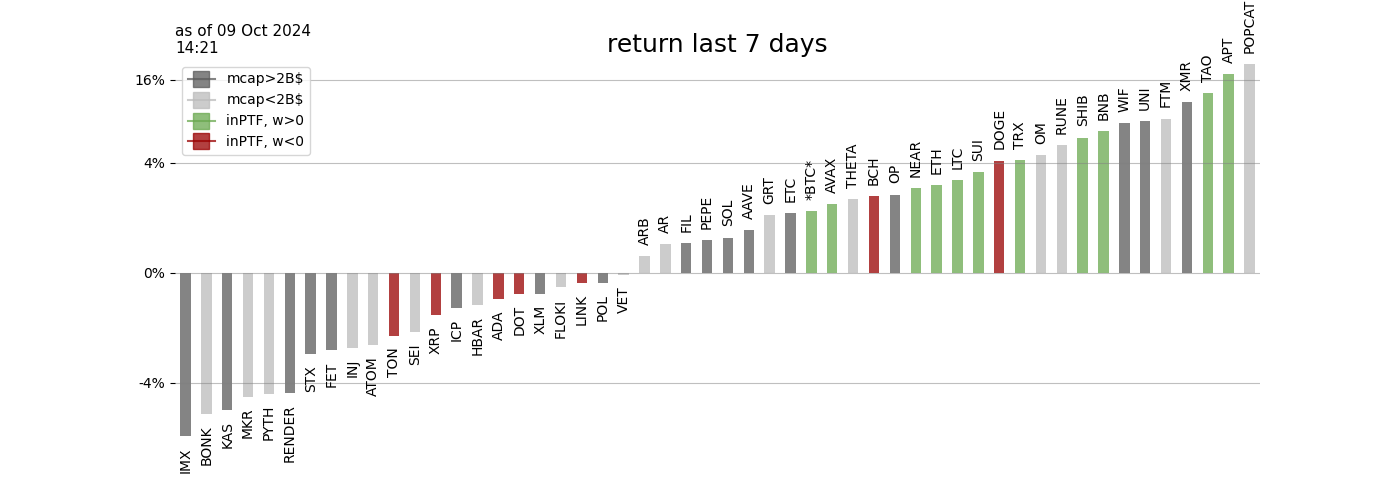 as of 09 Oct 2024
14:21
return last 7 days
mcap>2B$
mcap<2B$
inPTF, w>0
inPTF, w<0
16%
4%
0%
-4%
IMX
BONK
KAS
MKR
PYTH
RENDER
STX
FET
INJ
ATOM
TON
SEI
XRP
ICP
HBAR
ADA
DOT
XLM
FLOKI
LINK
POL
VET
ARB
AR
FIL
PEPE
SOL
AAVE
GRT
ETC
*BTC*
AVAX
THETA
BCH
OP
NEAR
ETH
LTC
SUI
DOGE
TRX
OM
RUNE
SHIB
BNB
WIF
UNI
FTM
XMR
TAO
APT
POPCAT